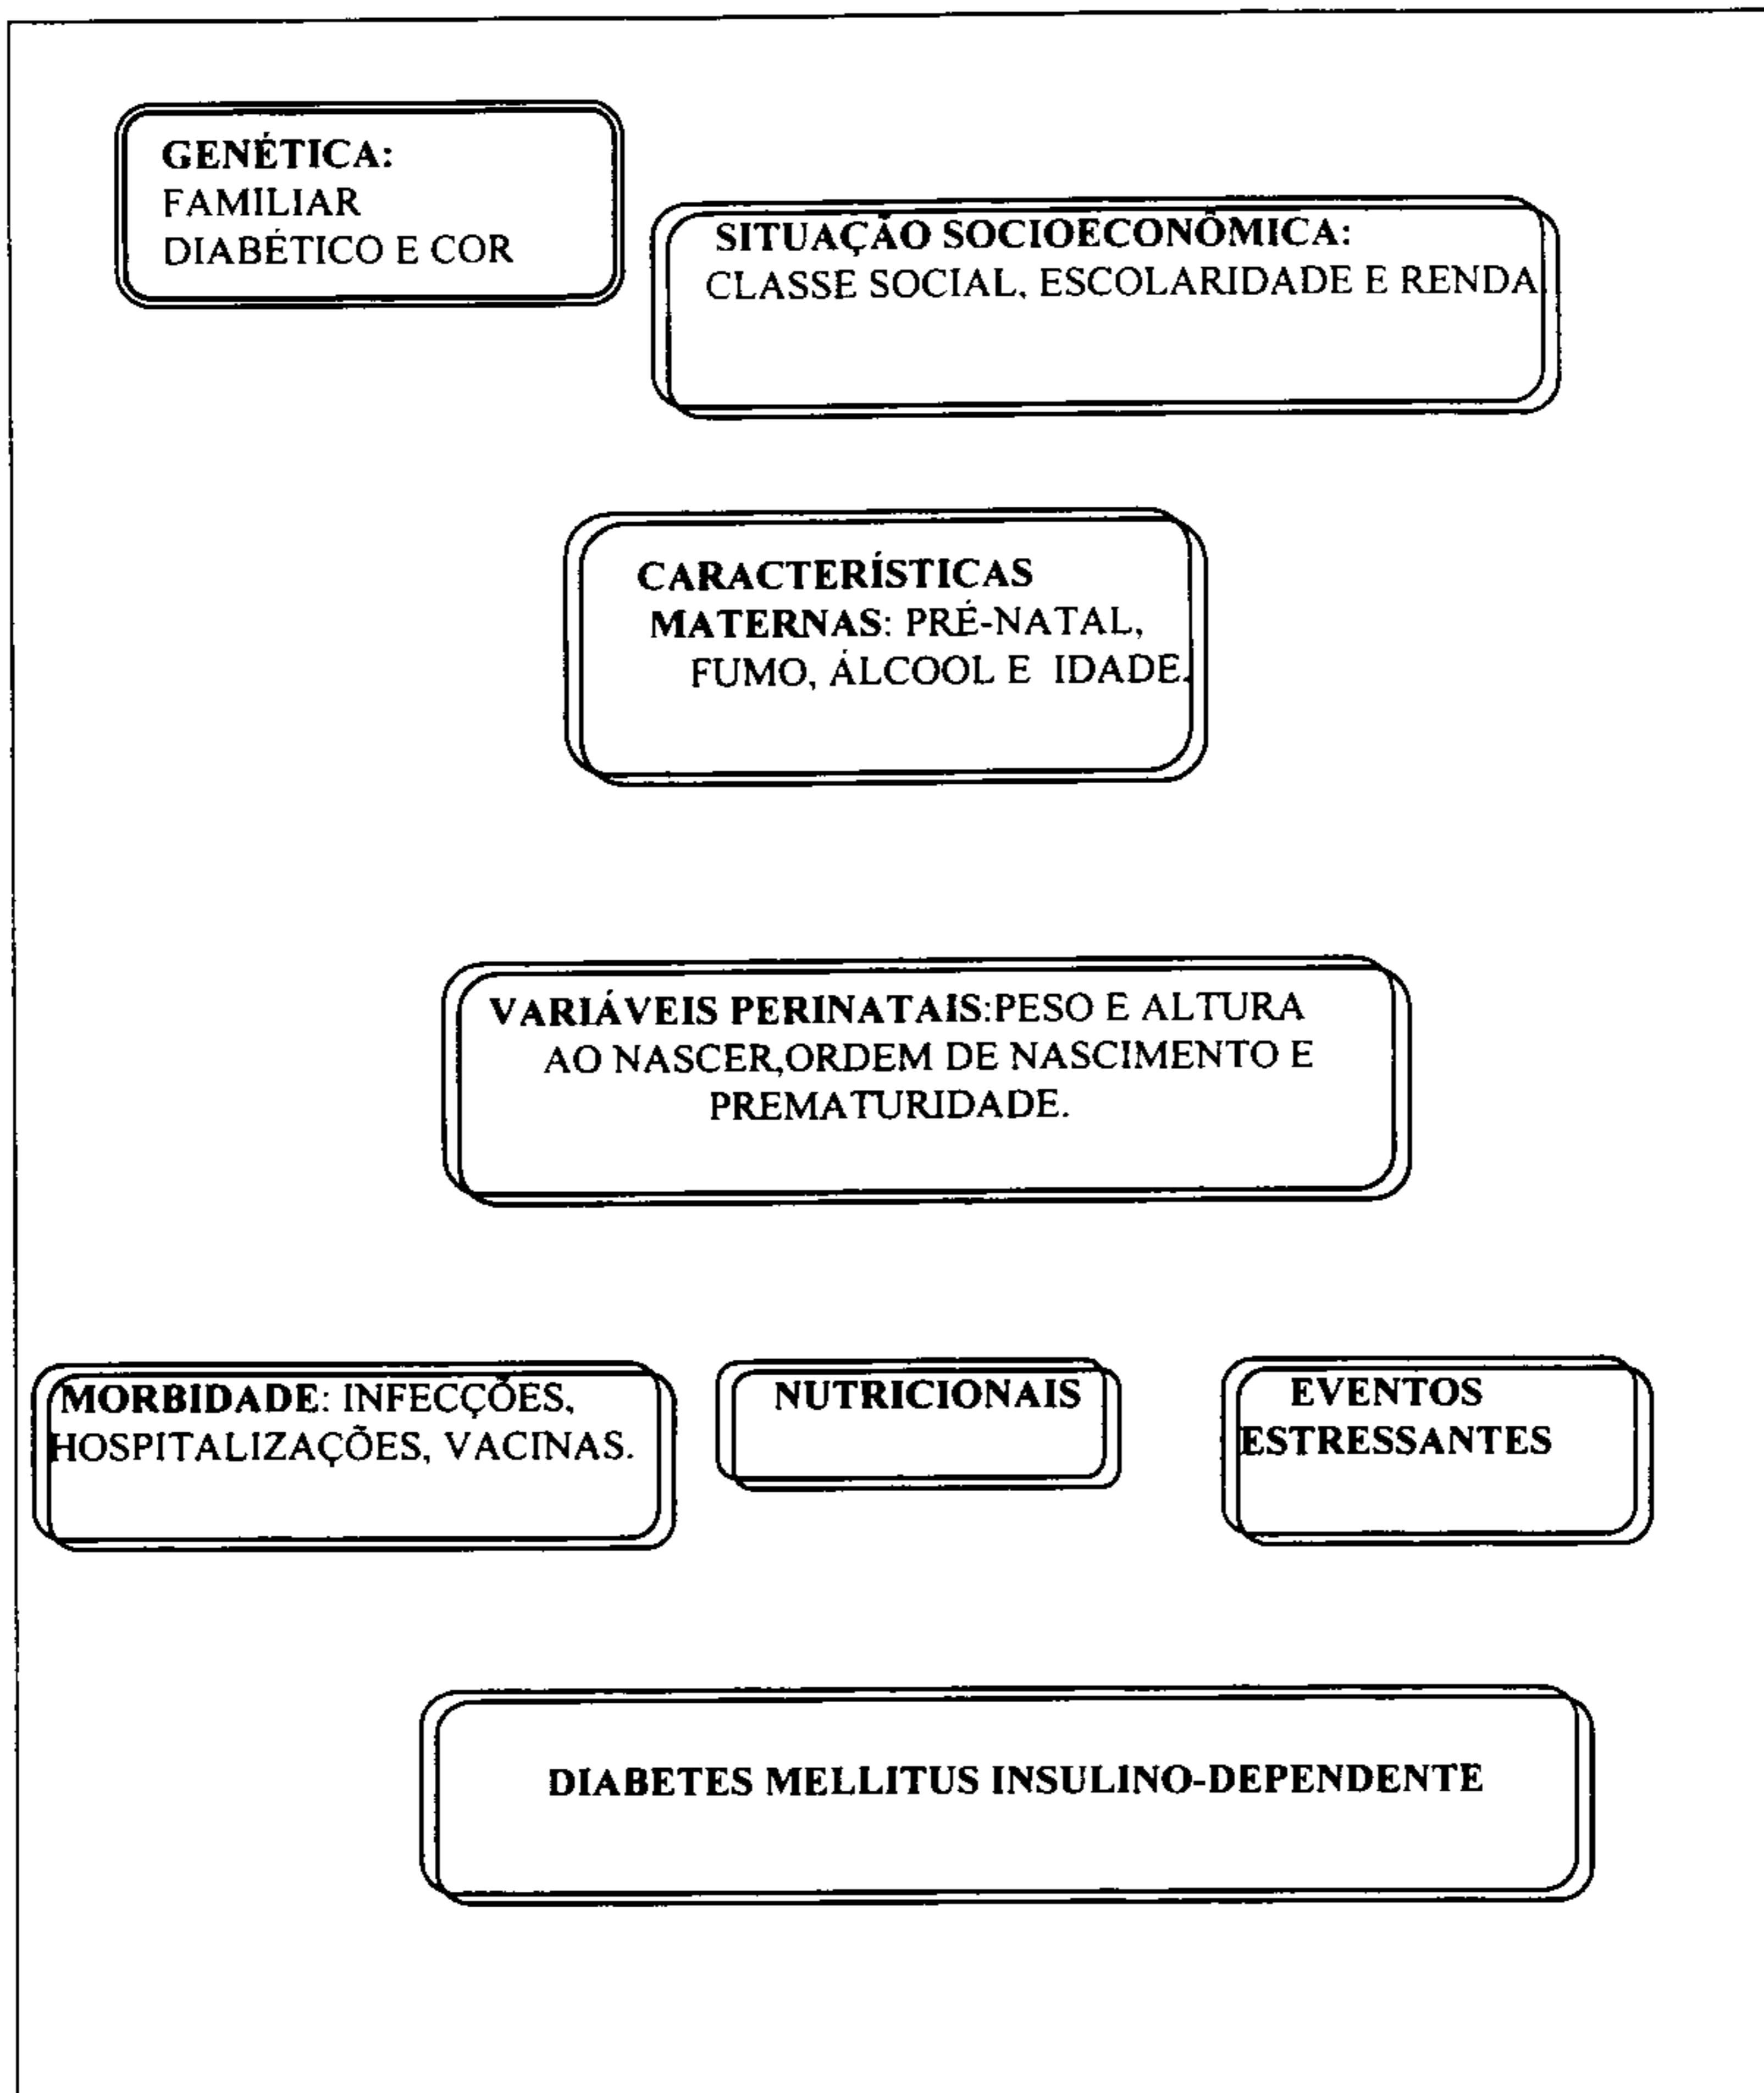 GENÉTICA:
FAMILIAR
DIABÉTICO E COR
SITUAÇÃO SOCIOECONÔMICA:
CLASSE SOCIAL, ESCOLARIDADE E RENDA.
CARACTERÍSTICAS
MATERNAS: PRÉ-NATAL,
FUMO, ÁLCOOL E IDADE.
VARIÁVEIS PERINATAIS:PESO E ALTURA
AO NASCER,ORDEM DE NASCIMENTO E
PREMATURIDADE.
MORBIDADE: INFECÇÕES,
HOSPITALIZAÇÕES, VACINAS.
NUTRICIONAIS
EVENTOS
ESTRESSANTES
DIABETES MELLITUS INSULINO-DEPENDENTE